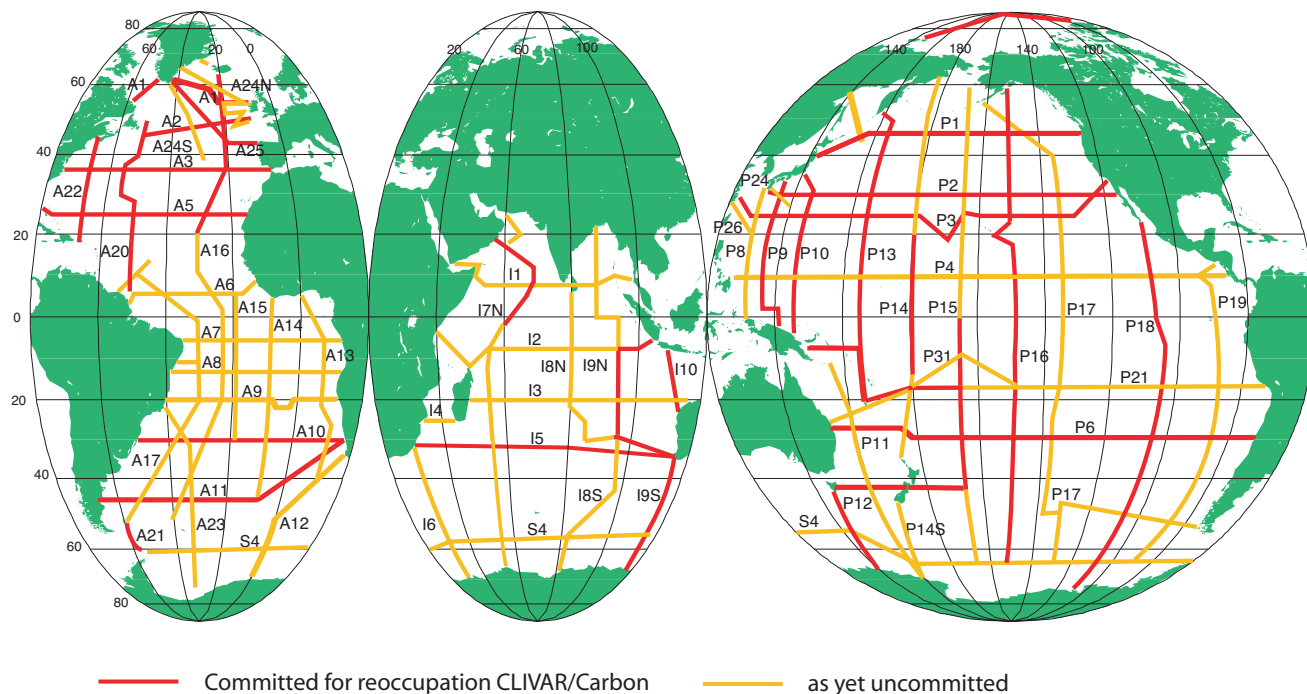 80
60
20
0
20
60
100
140
180
140
100
60
A1
A1
A24N
A2
A24S
A3
A25
40
A22
A5
20
A20
A16
A6
A15
A14
0
A7
A8
A13
A9
20
A10
A17
A11
40
A21
A23
A12
S4
60
80
I1
I7N
I2
I8N
I9N
I10
I3
I4
I5
I8S
I9S
I6
S4
P1
P24
P2
P26
P3
P8
P9
P10
P13
P4
P14
P15
P17
P19
P18
P31
P16
P21
P11
P6
P12
P17
S4
P14S
Committed for reoccupation CLIVAR/Carbon
as yet uncommitted